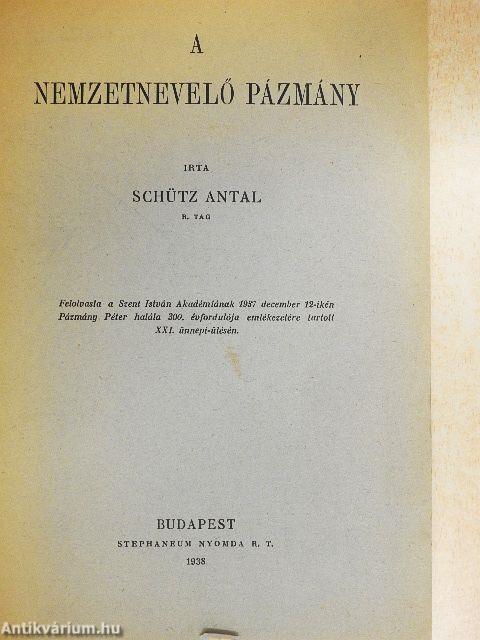 A
NEMZETNEVELŐ PÁZMÁNY
IRTA
SCHÜTZ ANTAL
R. TAG
Felolvasta a Szent István Akadémiának 1937 december 12-ikén
Pázmány Péter halála 300. évfordulója emlékezetére tartott
XXI. ünnepi-ülésén.
BUDAPEST
STEPHANEUM NYOMDA R. T.
1938
Antikvárium.hu